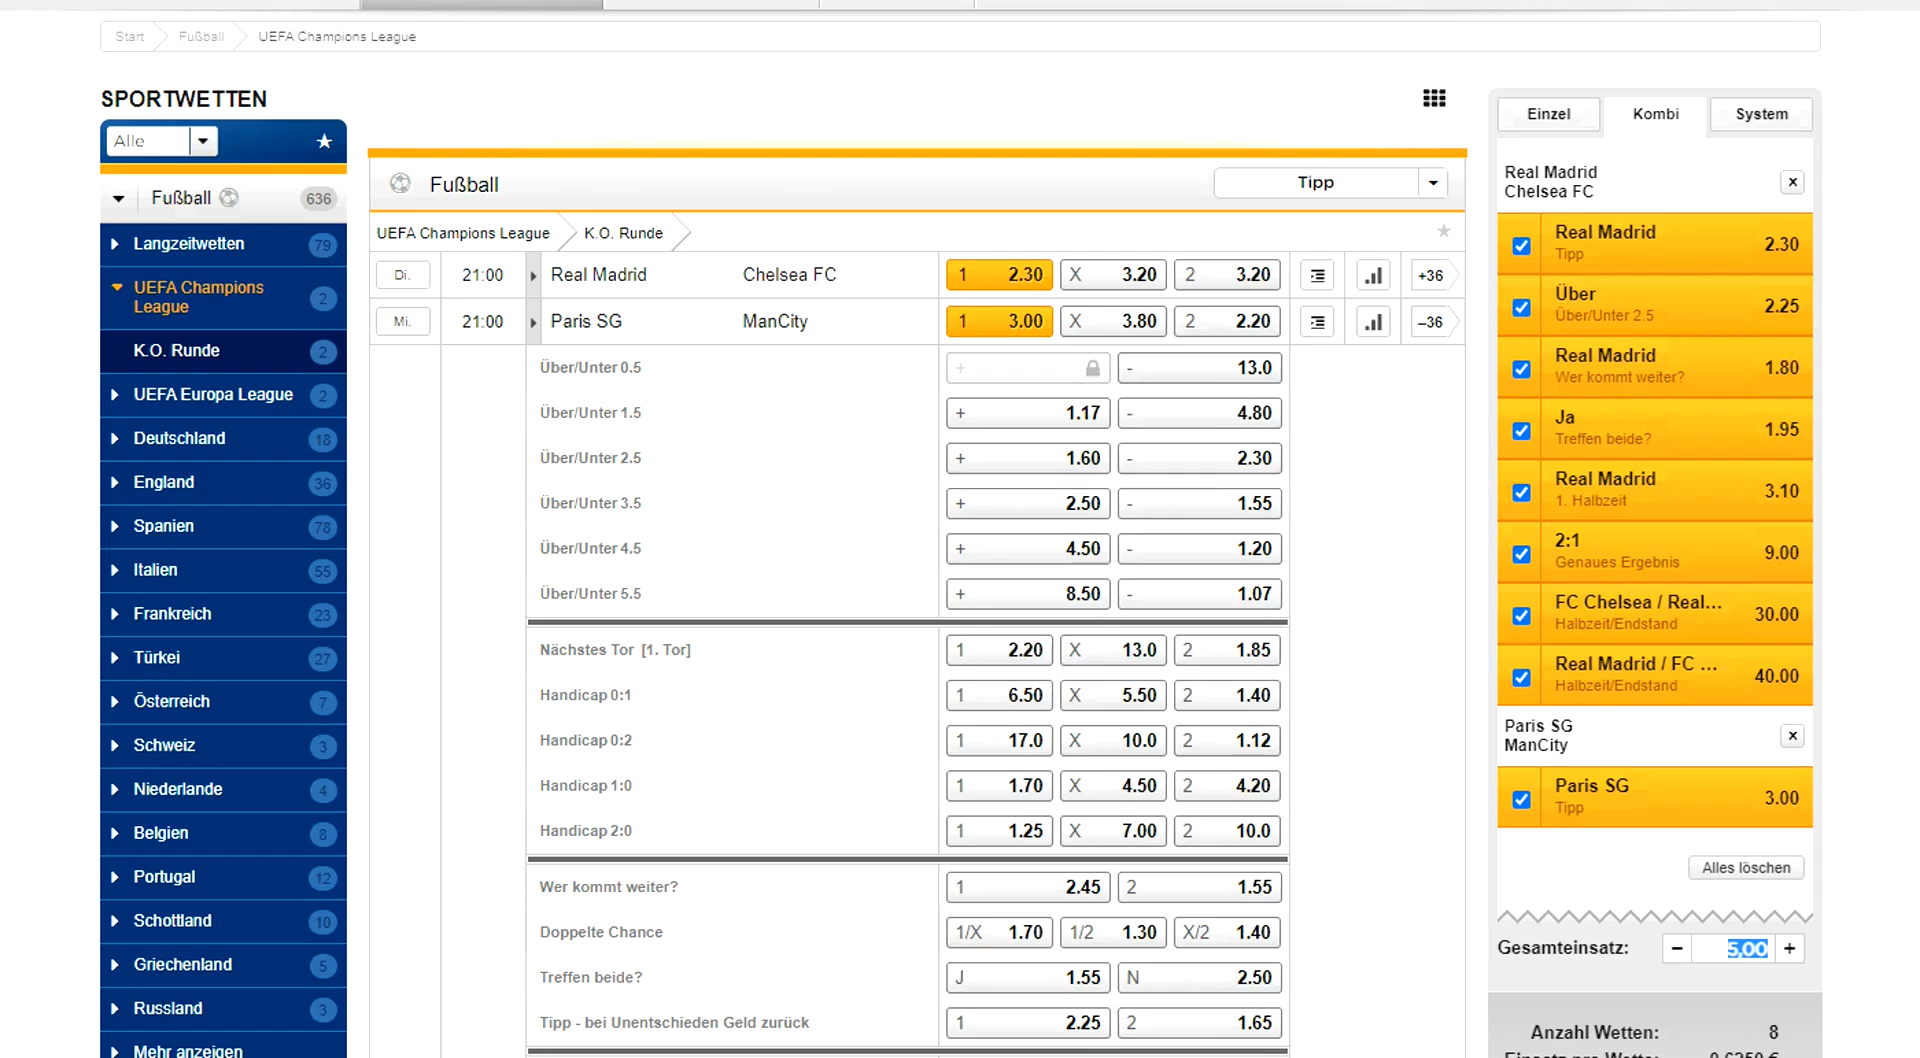 Start Fußball UEFA Champions League
SPORTWETTEN
Alle
Fußball 636
Langzeitwetten 79
UEFA Champions
League 2
K.O. Runde 2
UEFA Europa League 2
Deutschland 18
England 36
Spanien 78
Italien 55
Frankreich 23
Türkei 27
Österreich 7
Schweiz 3
Niederlande 4
Belgien 8
Portugal 12
Schottland 10
Griechenland 5
Russland 3
Mehr anzeigen
Fußball Tipp
UEFA Champions League K.O. Runde
Di. 21:00 Real Madrid Chelsea FC 1 2.30 X 3.20 2 3.20 +36
Mi. 21:00 Paris SG ManCity 1 3.00 X 3.80 2 2.20 –36
Über/Unter 0.5 + - 13.0
Über/Unter 1.5 + 1.17 - 4.80
Über/Unter 2.5 + 1.60 - 2.30
Über/Unter 3.5 + 2.50 - 1.55
Über/Unter 4.5 + 4.50 - 1.20
Über/Unter 5.5 + 8.50 - 1.07
Nächstes Tor [1. Tor] 1 2.20 X 13.0 2 1.85
Handicap 0:1 1 6.50 X 5.50 2 1.40
Handicap 0:2 1 17.0 X 10.0 2 1.12
Handicap 1:0 1 1.70 X 4.50 2 4.20
Handicap 2:0 1 1.25 X 7.00 2 10.0
Wer kommt weiter? 1 2.45 2 1.55
Doppelte Chance 1/X 1.70 1/2 1.30 X/2 1.40
Treffen beide? J 1.55 N 2.50
Tipp - bei Unentschieden Geld zurück 1 2.25 2 1.65
Einzel Kombi System
Real Madrid
Chelsea FC x
Real Madrid 2.30
Tipp
Über 2.25
Über/Unter 2.5
Real Madrid 1.80
Wer kommt weiter?
Ja 1.95
Treffen beide?
Real Madrid 3.10
1. Halbzeit
2:1 9.00
Genaues Ergebnis
FC Chelsea / Real... 30.00
Halbzeit/Endstand
Real Madrid / FC ... 40.00
Halbzeit/Endstand
Paris SG
ManCity x
Paris SG 3.00
Tipp
Alles löschen
Gesamteinsatz: − 5,00 +
Anzahl Wetten: 8
Einsatz pro Wette: 0,6250 €